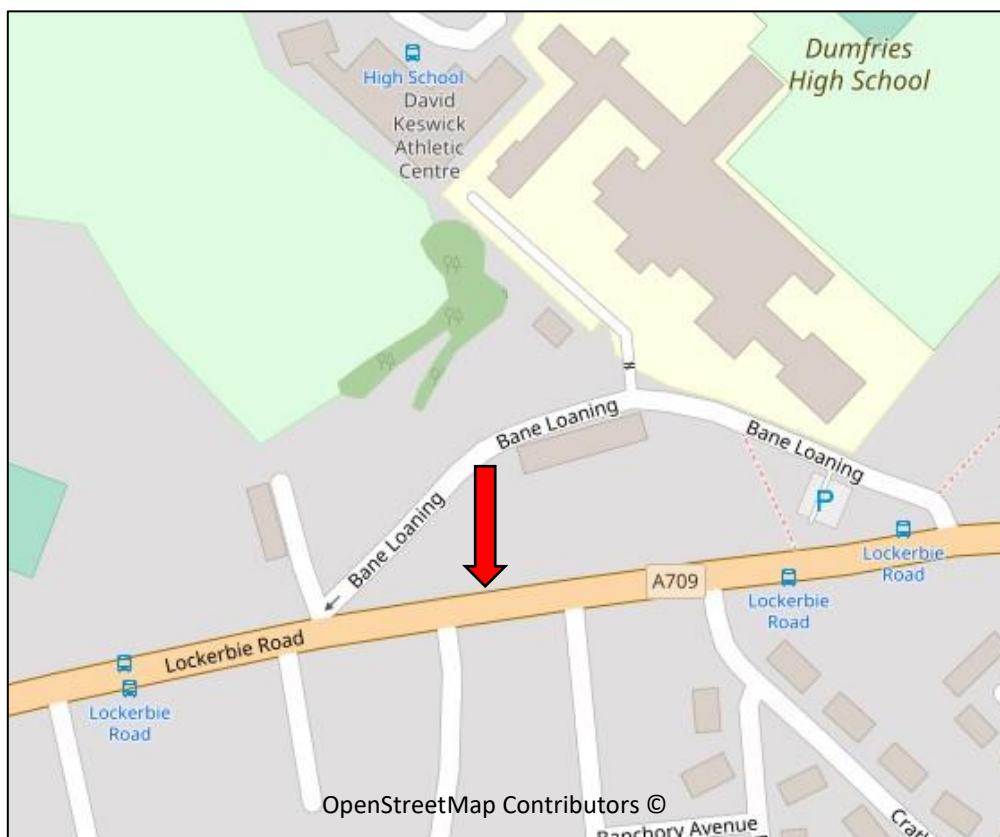 Dumfries
High School
High School
David
Keswick
Athletic
Centre
Bane Loaning
Bane Loaning
Bane Loaning
P
Lockerbie
Road
A709
Lockerbie
Road
Lockerbie Road
Lockerbie
Road
OpenStreetMap Contributors ©
Banchory Avenue